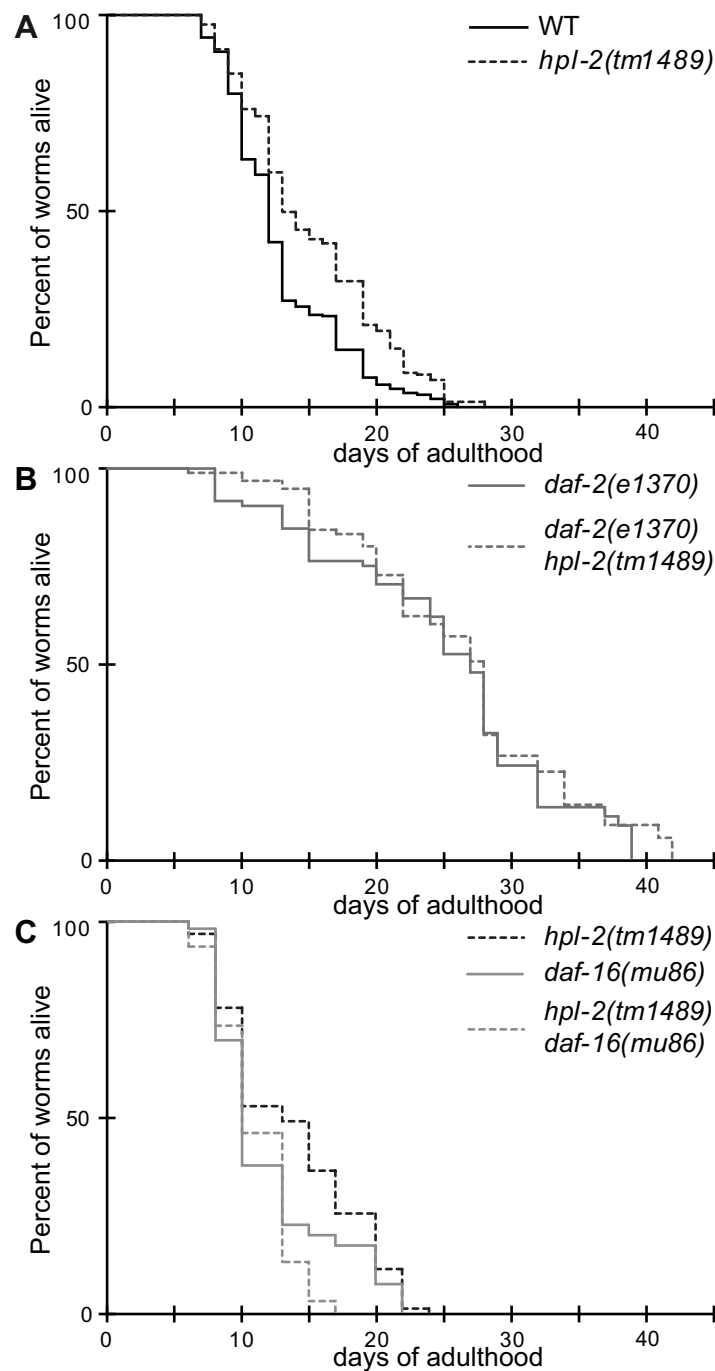 A
100
WT
hpl-2(tm1489)
Percent of worms alive
50
0
0
10
20
30
40
days of adulthood
B
100
daf-2(e1370)
daf-2(e1370)
hpl-2(tm1489)
Percent of worms alive
50
0
0
10
20
30
40
days of adulthood
C
100
hpl-2(tm1489)
daf-16(mu86)
hpl-2(tm1489)
daf-16(mu86)
Percent of worms alive
50
0
0
10
20
30
40
days of adulthood